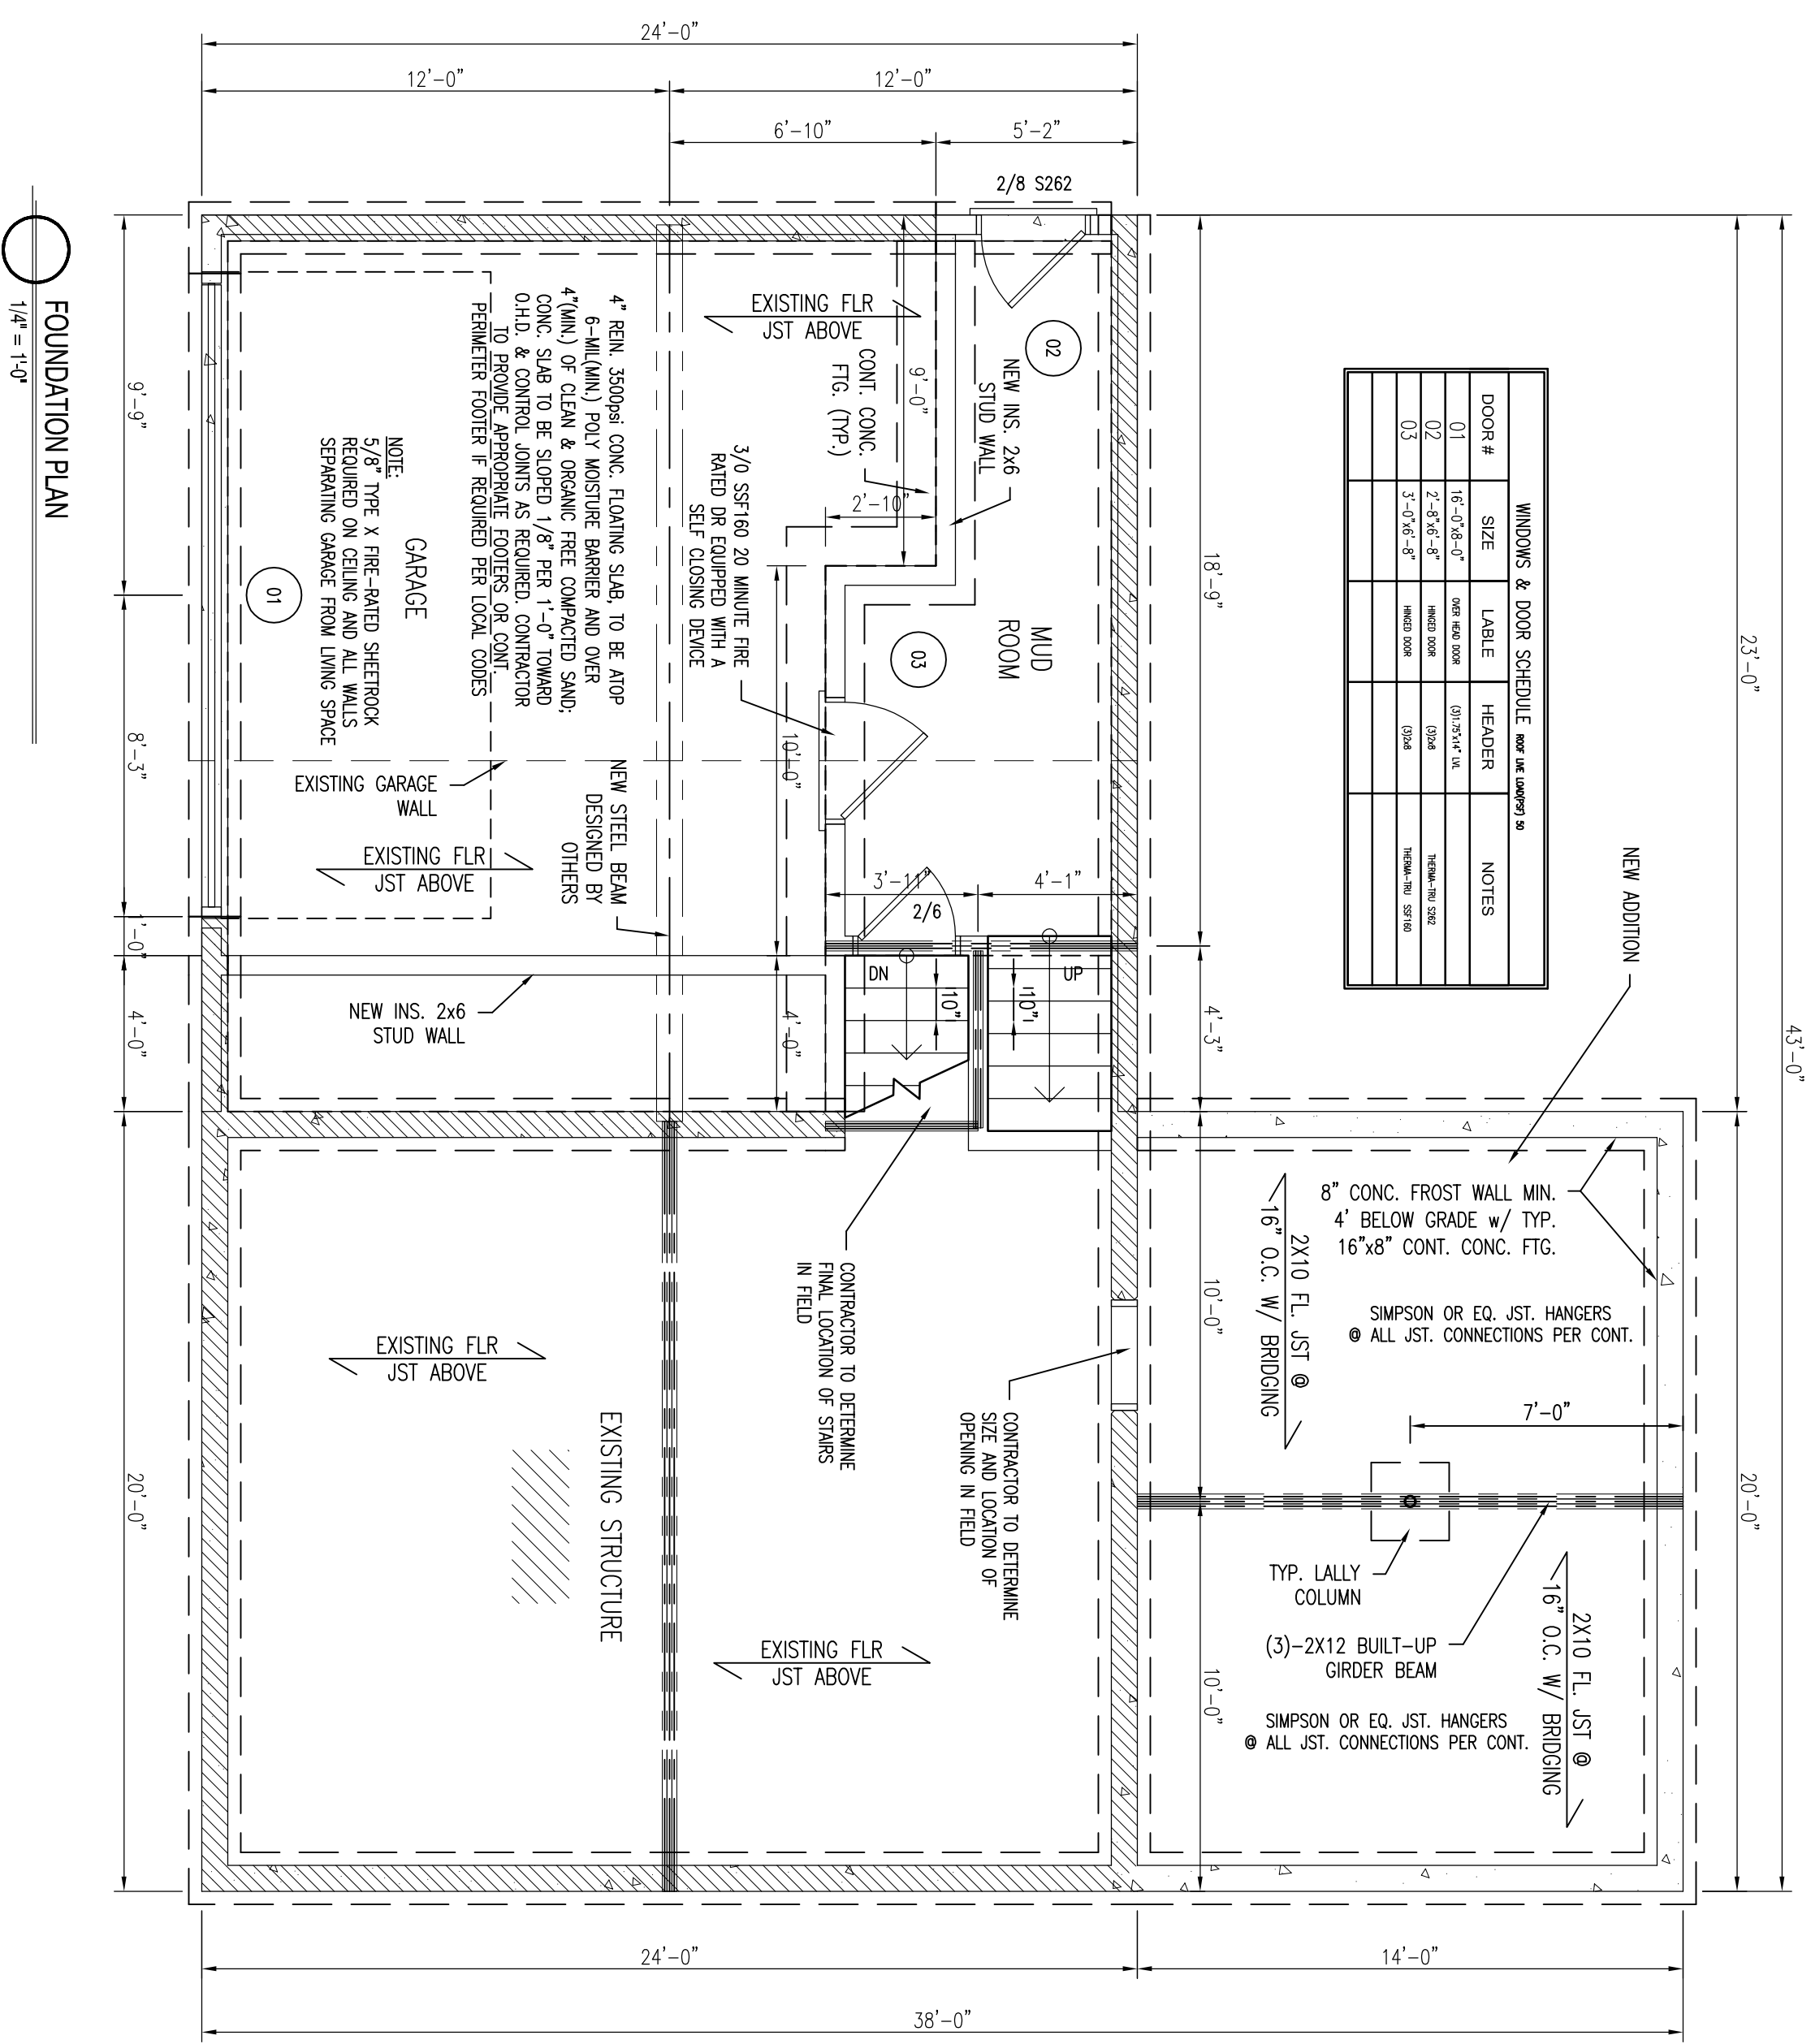 24'-0"
12'-0"
12'-0"
6'-10"
5'-2"
2/8 S262
WINDOWS & DOOR SCHEDULE ROOF LIVE LOAD(PSF) 50
DOOR # SIZE LABLE HEADER NOTES
01 16'-0"x8-0" OVER HEAD DOOR (3)1.75"x14" LVL
02 2'-8"x6'-8" HINGED DOOR (3)2x8 THERMA-TRU S262
03 3'-0"x6'-8" HINGED DOOR (3)2x8 THERMA-TRU SSF160
23'-0"
43'-0"
20'-0"
18'-9"
4'-3"
10'-0"
10'-0"
NEW ADDITION
8" CONC. FROST WALL MIN.
4' BELOW GRADE w/ TYP.
16"x8" CONT. CONC. FTG.
SIMPSON OR EQ. JST. HANGERS
@ ALL JST. CONNECTIONS PER CONT.
2X10 FL. JST @
16" O.C. W/ BRIDGING
7'-0"
TYP. LALLY
COLUMN
(3)-2X12 BUILT-UP
GIRDER BEAM
2X10 FL. JST @
16" O.C. W/ BRIDGING
SIMPSON OR EQ. JST. HANGERS
@ ALL JST. CONNECTIONS PER CONT.
02
NEW INS. 2x6
STUD WALL
MUD
ROOM
03
9'-0"
CONT. CONC.
FTG. (TYP.)
2'-10"
EXISTING FLR
JST ABOVE
3/0 SSF160 20 MINUTE FIRE
RATED DR EQUIPPED WITH A
SELF CLOSING DEVICE
10'-0"
4" REIN. 3500psi CONC. FLOATING SLAB, TO BE ATOP
6-MIL(MIN.) POLY MOISTURE BARRIER AND OVER
4"(MIN.) OF CLEAN & ORGANIC FREE COMPACTED SAND;
CONC. SLAB TO BE SLOPED 1/8" PER 1'-0" TOWARD
O.H.D. & CONTROL JOINTS AS REQUIRED. CONTRACTOR
TO PROVIDE APPROPRIATE FOOTERS OR CONT.
PERIMETER FOOTER IF REQUIRED PER LOCAL CODES
GARAGE
NOTE:
5/8" TYPE X FIRE-RATED SHEETROCK
REQUIRED ON CEILING AND ALL WALLS
SEPARATING GARAGE FROM LIVING SPACE
01
EXISTING GARAGE
WALL
NEW STEEL BEAM
DESIGNED BY
OTHERS
EXISTING FLR
JST ABOVE
3'-11"
4'-1"
2/6
DN
UP
10"
10"
4'-0"
NEW INS. 2x6
STUD WALL
CONTRACTOR TO DETERMINE
FINAL LOCATION OF STAIRS
IN FIELD
CONTRACTOR TO DETERMINE
SIZE AND LOCATION OF
OPENING IN FIELD
EXISTING FLR
JST ABOVE
EXISTING STRUCTURE
EXISTING FLR
JST ABOVE
9'-9"
8'-3"
1'-0"
4'-0"
20'-0"
24'-0"
14'-0"
38'-0"
FOUNDATION PLAN
1/4" = 1'-0"